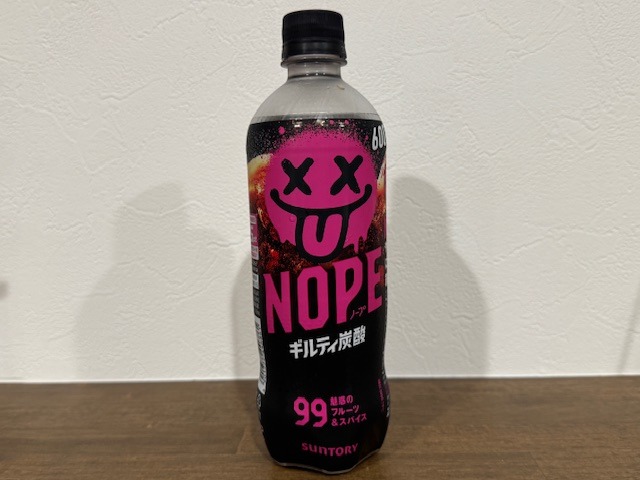 600
NOPE
ノープ
ギルティ炭酸
99
魅惑の
フルーツ
&スパイス
SUNTORY